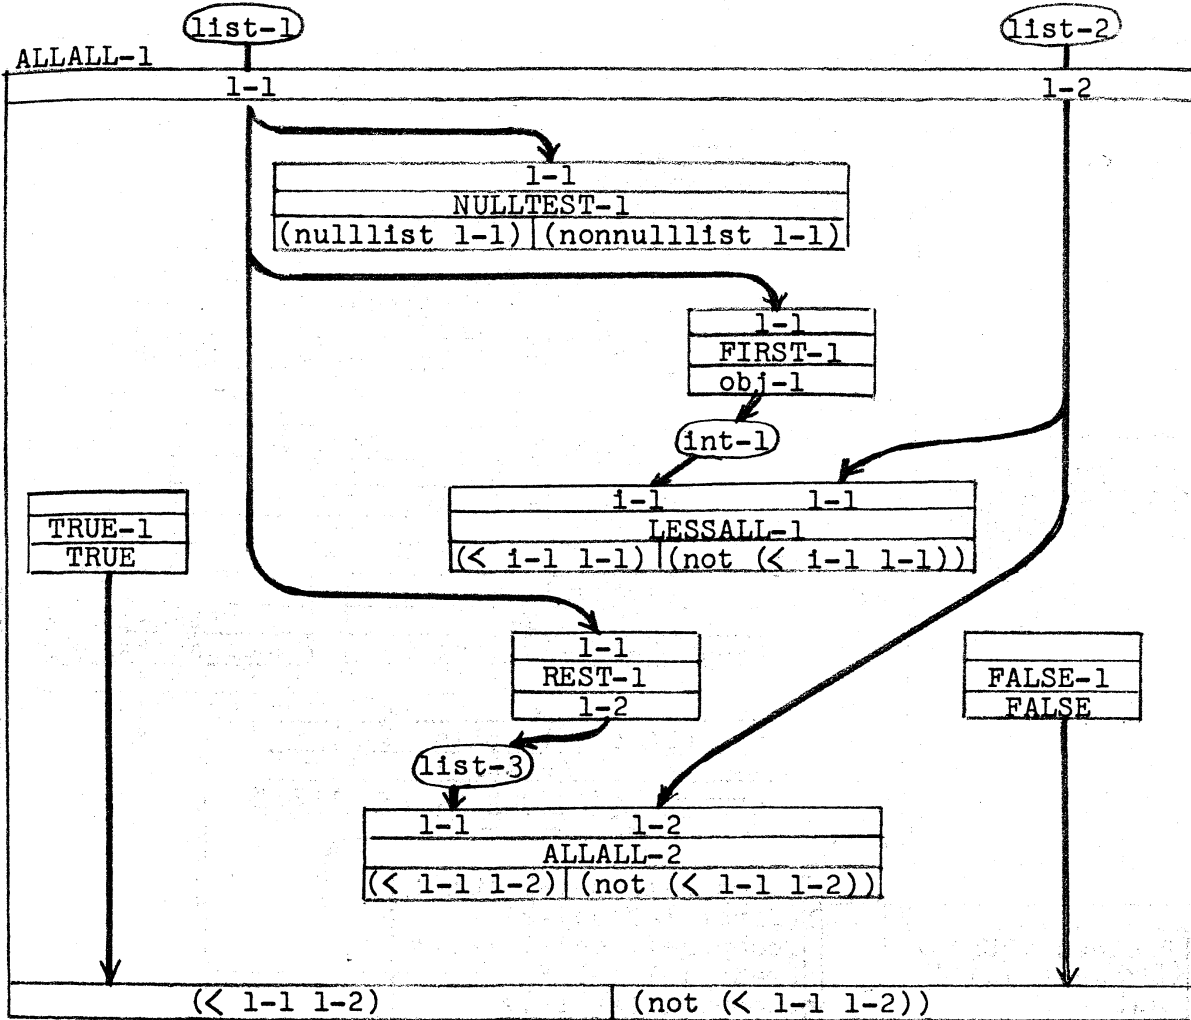 list-1
list-2
ALLALL-1
l-1
l-2
l-1
NULLTEST-1
(nulllist l-1) (nonnulllist l-1)
l-1
FIRST-1
obj-1
int-1
i-1 l-1
LESSALL-1
(< i-1 l-1) (not (< i-1 l-1))
TRUE-1
TRUE
l-1
REST-1
l-2
FALSE-1
FALSE
list-3
l-1 l-2
ALLALL-2
(< l-1 l-2) (not (< l-1 l-2))
(< l-1 l-2) (not (< l-1 l-2))